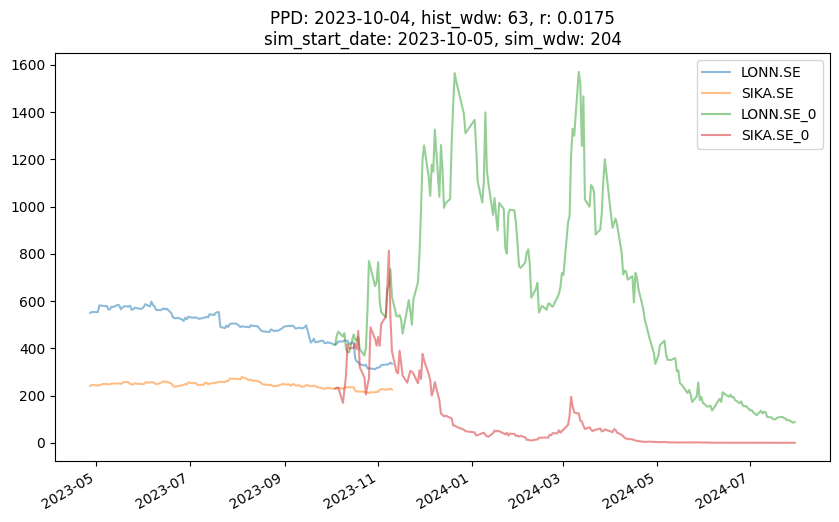 PPD: 2023-10-04, hist_wdw: 63, r: 0.0175
sim_start_date: 2023-10-05, sim_wdw: 204
LONN.SE
SIKA.SE
LONN.SE_0
SIKA.SE_0
1600
1400
1200
1000
800
600
400
200
0
2023-05
2023-07
2023-09
2023-11
2024-01
2024-03
2024-05
2024-07